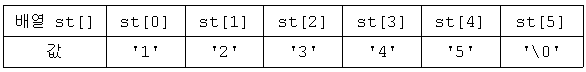 배열 st[] st[0] st[1] st[2] st[3] st[4] st[5]
값 '1' '2' '3' '4' '5' '\0'